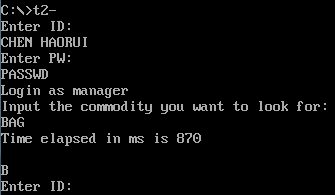 C:\>t2-
Enter ID:
CHEN HAORUI
Enter PW:
PASSWD
Login as manager
Input the commodity you want to look for:
BAG
Time elapsed in ms is 870
B
Enter ID: